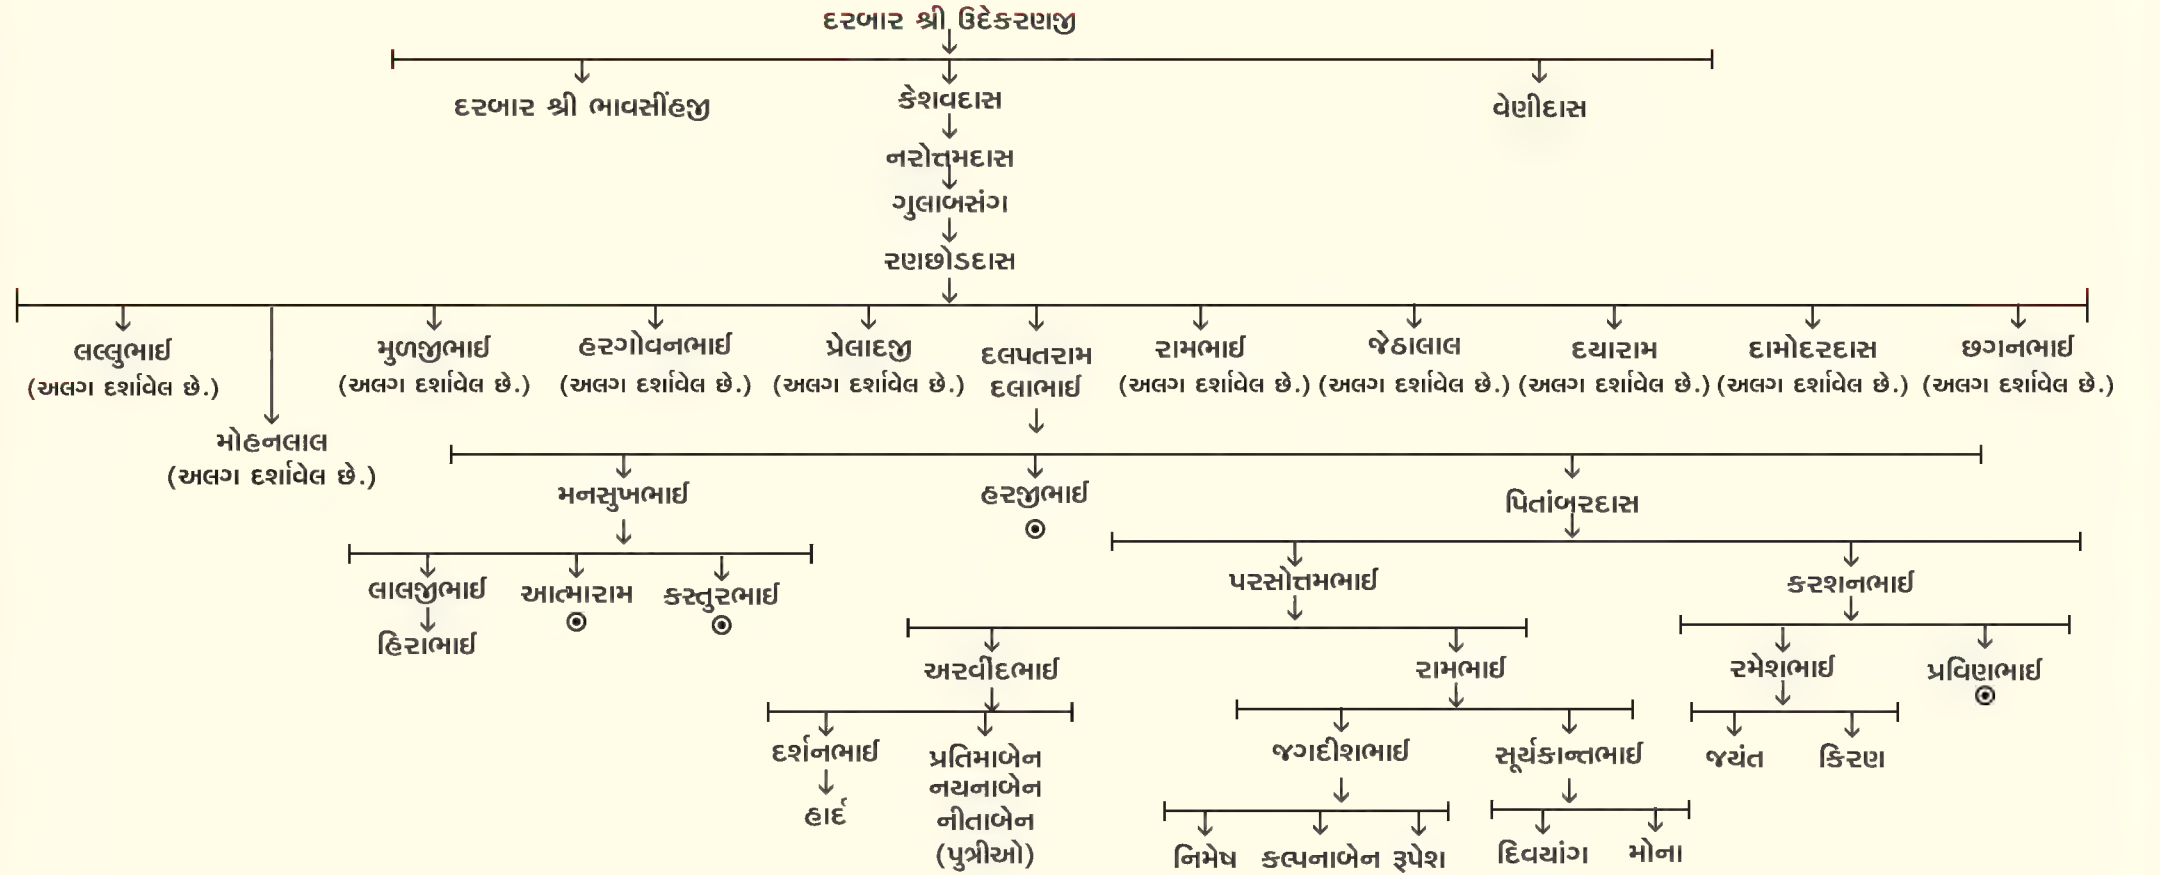 દરબાર શ્રી ઉદેકરણજી
દરબાર શ્રી ભાવસીંહજી
કેશવદાસ
વેણીદાસ
નરોત્તમદાસ
ગુલાબસંગ
રણછોડદાસ
લલ્લુભાઈ
(અલગ દર્શાવેલ છે.)
મોહનલાલ
(અલગ દર્શાવેલ છે.)
મુળજીભાઈ
(અલગ દર્શાવેલ છે.)
હરગોવનભાઈ
(અલગ દર્શાવેલ છે.)
પ્રેલાદજી
(અલગ દર્શાવેલ છે.)
દલપતરામ
દલાભાઈ
રામભાઈ
(અલગ દર્શાવેલ છે.)
જેઠાલાલ
(અલગ દર્શાવેલ છે.)
દયારામ
(અલગ દર્શાવેલ છે.)
દામોદરદાસ
(અલગ દર્શાવેલ છે.)
છગનભાઈ
(અલગ દર્શાવેલ છે.)
મનસુખભાઈ
હરજીભાઈ
પિતાંબરદાસ
લાલજીભાઈ
આત્મારામ
કસ્તુરભાઈ
હિરાભાઈ
પરસોત્તમભાઈ
કરશનભાઈ
અરવીંદભાઈ
રામભાઈ
રમેશભાઈ
પ્રવિણભાઈ
દર્શનભાઈ
હાર્દ
પ્રતિમાબેન
નયનાબેન
નીતાબેન
(પુત્રીઓ)
જગદીશભાઈ
સૂર્યકાન્તભાઈ
જયંત
કિરણ
નિમેષ
કલ્પનાબેન
રૂપેશ
દિવયાંગ
મોના